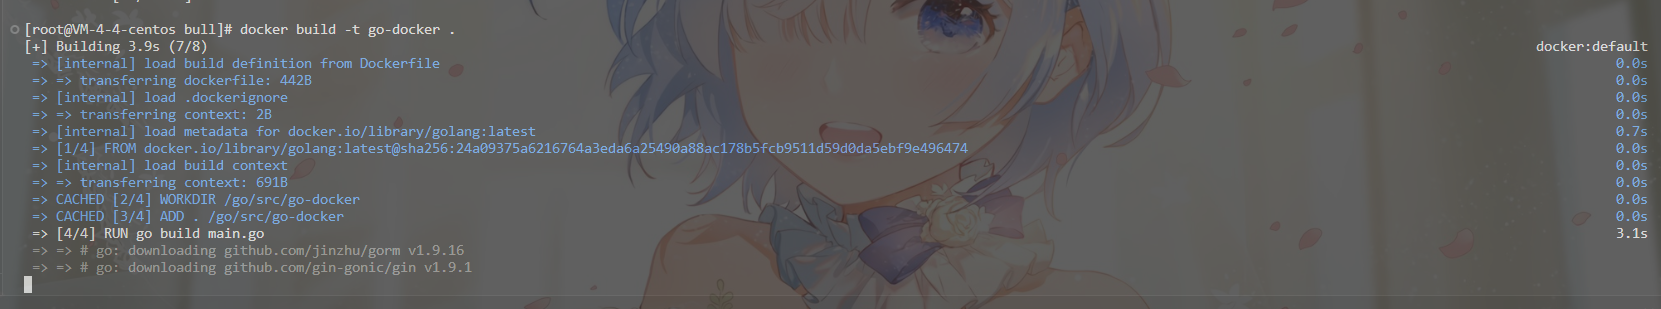 [root@VM-4-4-centos bull]# docker build -t go-docker .
[+] Building 3.9s (7/8) docker:default
=> [internal] load build definition from Dockerfile 0.0s
=> => transferring dockerfile: 442B 0.0s
=> [internal] load .dockerignore 0.0s
=> => transferring context: 2B 0.0s
=> [internal] load metadata for docker.io/library/golang:latest 0.7s
=> [1/4] FROM docker.io/library/golang:latest@sha256:24a09375a6216764a3eda6a25490a88ac178b5fcb9511d59d0da5ebf9e496474 0.0s
=> [internal] load build context 0.0s
=> => transferring context: 691B 0.0s
=> CACHED [2/4] WORKDIR /go/src/go-docker 0.0s
=> CACHED [3/4] ADD . /go/src/go-docker 0.0s
=> [4/4] RUN go build main.go 3.1s
=> => # go: downloading github.com/jinzhu/gorm v1.9.16
=> => # go: downloading github.com/gin-gonic/gin v1.9.1